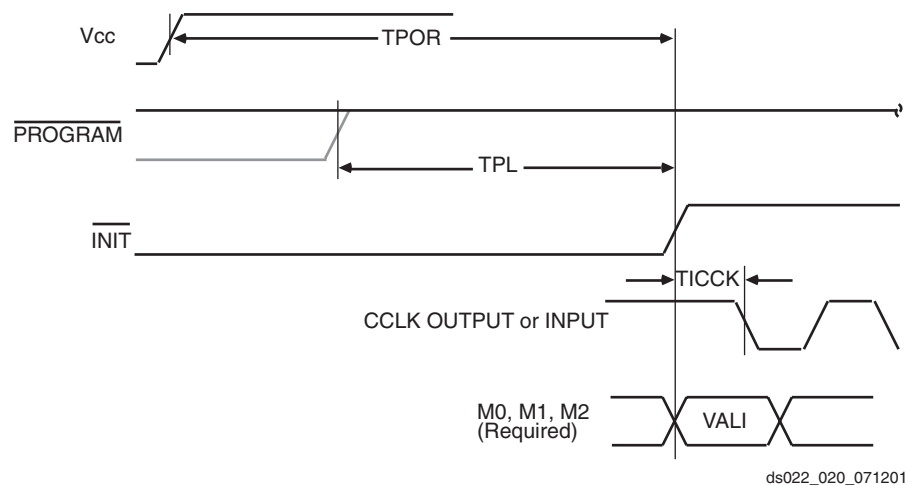 Vcc
TPOR
PROGRAM
TPL
INIT
TICCK
CCLK OUTPUT or INPUT
M0, M1, M2
(Required)
VALI
ds022_020_071201